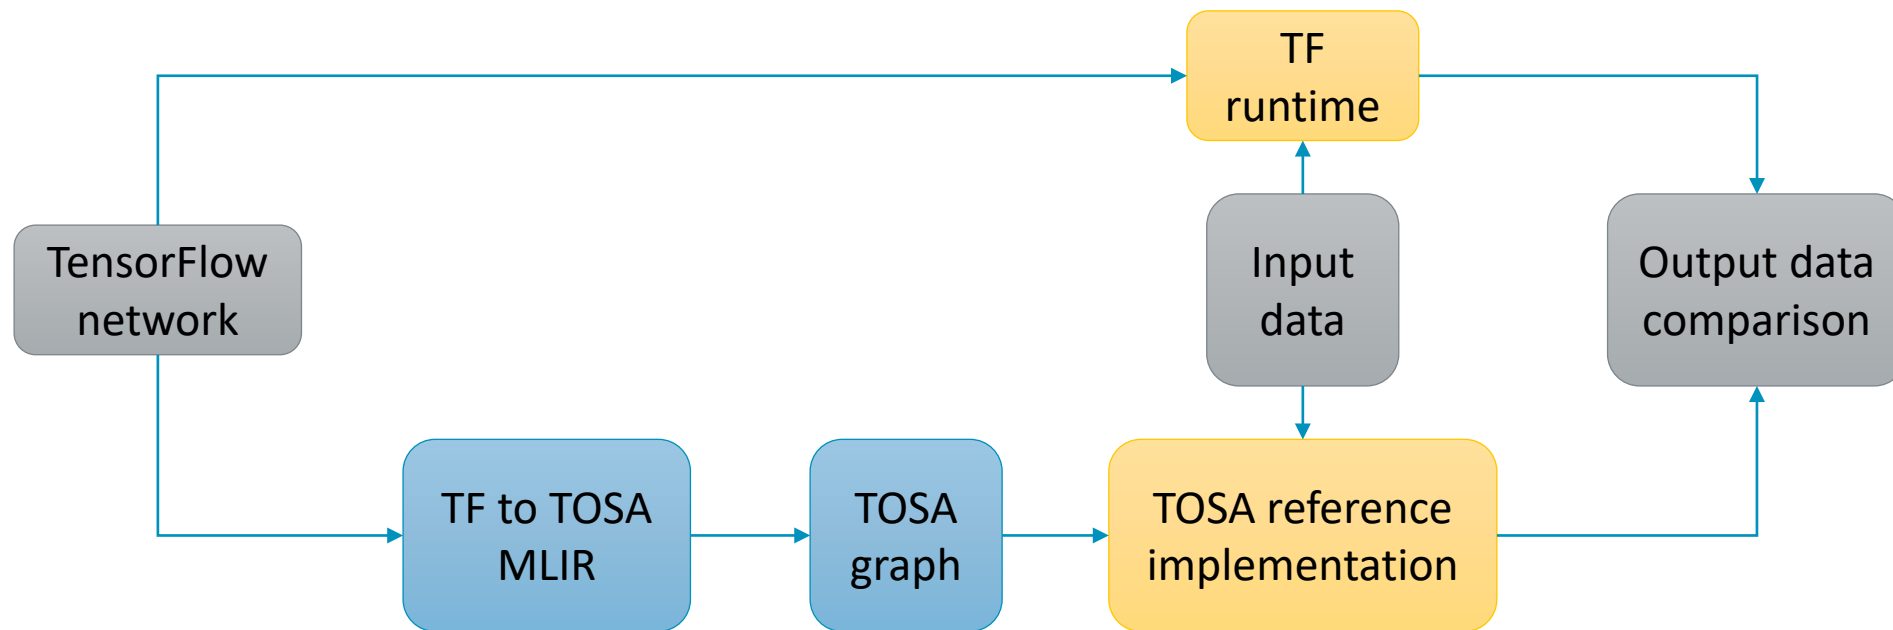 TF
runtime
TensorFlow
network
Input
data
Output data
comparison
TF to TOSA
MLIR
TOSA
graph
TOSA reference
implementation